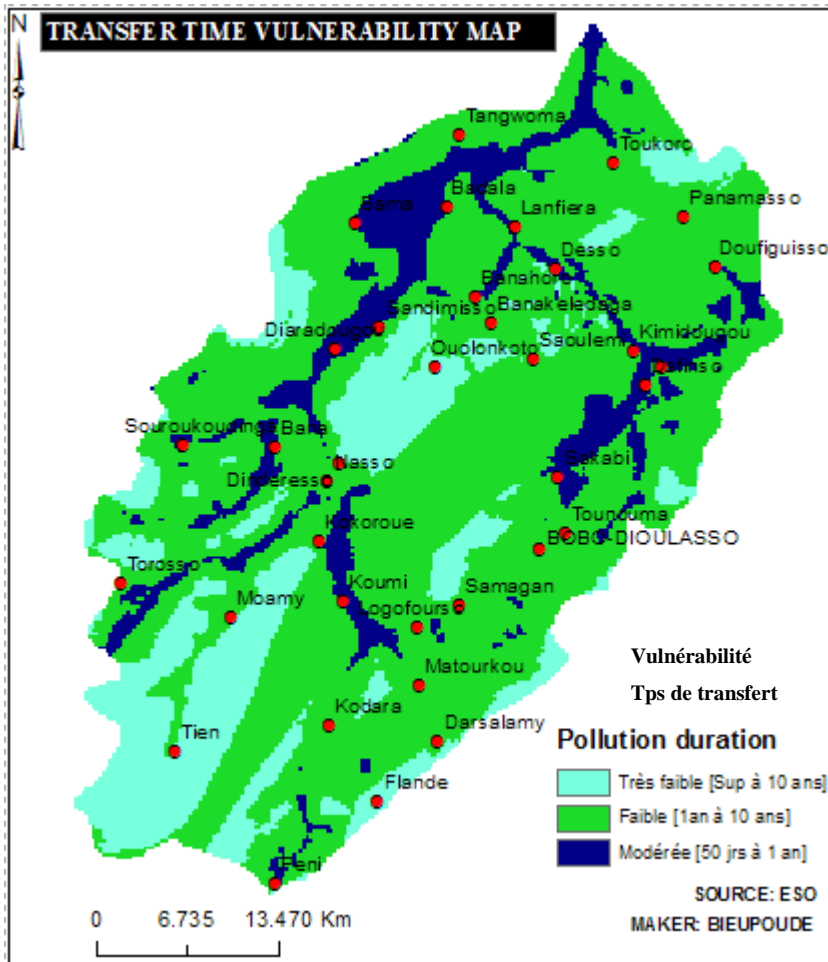 TRANSFER TIME VULNERABILITY MAP
N
Tangwoma
Toukoro
Badala
Panamasso
Bama
Lanfiera
Desso
Doufiguisso
Banahoro
Sandimisso
Banakeledaga
Diaradougou
Saoulemi
Kimidougou
Ouolonkoto
Souroukoudinga
Bana
Nasso
Dinderesso
Sakabi
Tounouma
Kokoroue
BOBO-DIOULASSO
Torosso
Koumi
Samagan
Moamy
Logofourso
Matourkou
Kodara
Darsalamy
Tien
Flande
Peni
Vulnérabilité
Tps de transfert
Pollution duration
Très faible [Sup à 10 ans]
Faible [1an à 10 ans]
Modérée [50 jrs à 1 an]
SOURCE: ESO
MAKER: BIEUPOUDE
0 6.735 13.470 Km